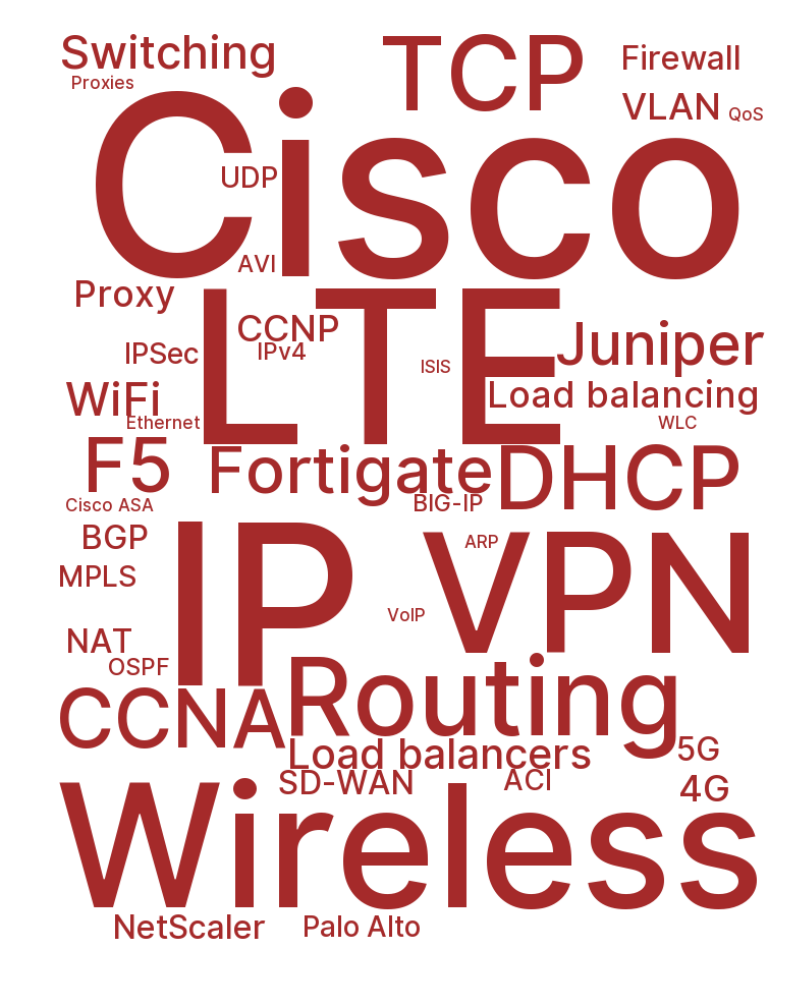 Switching
TCP
Firewall
Proxies
VLAN
QoS
Cisco
UDP
AVI
Proxy
LTE
CCNP
Juniper
IPSec
IPv4
ISIS
WiFi
Load balancing
Ethernet
WLC
F5
Fortigate
DHCP
Cisco ASA
BIG-IP
BGP
IP
VPN
ARP
MPLS
VoIP
NAT
OSPF
Routing
CCNA
Load balancers
5G
SD-WAN
ACI
4G
Wireless
NetScaler
Palo Alto